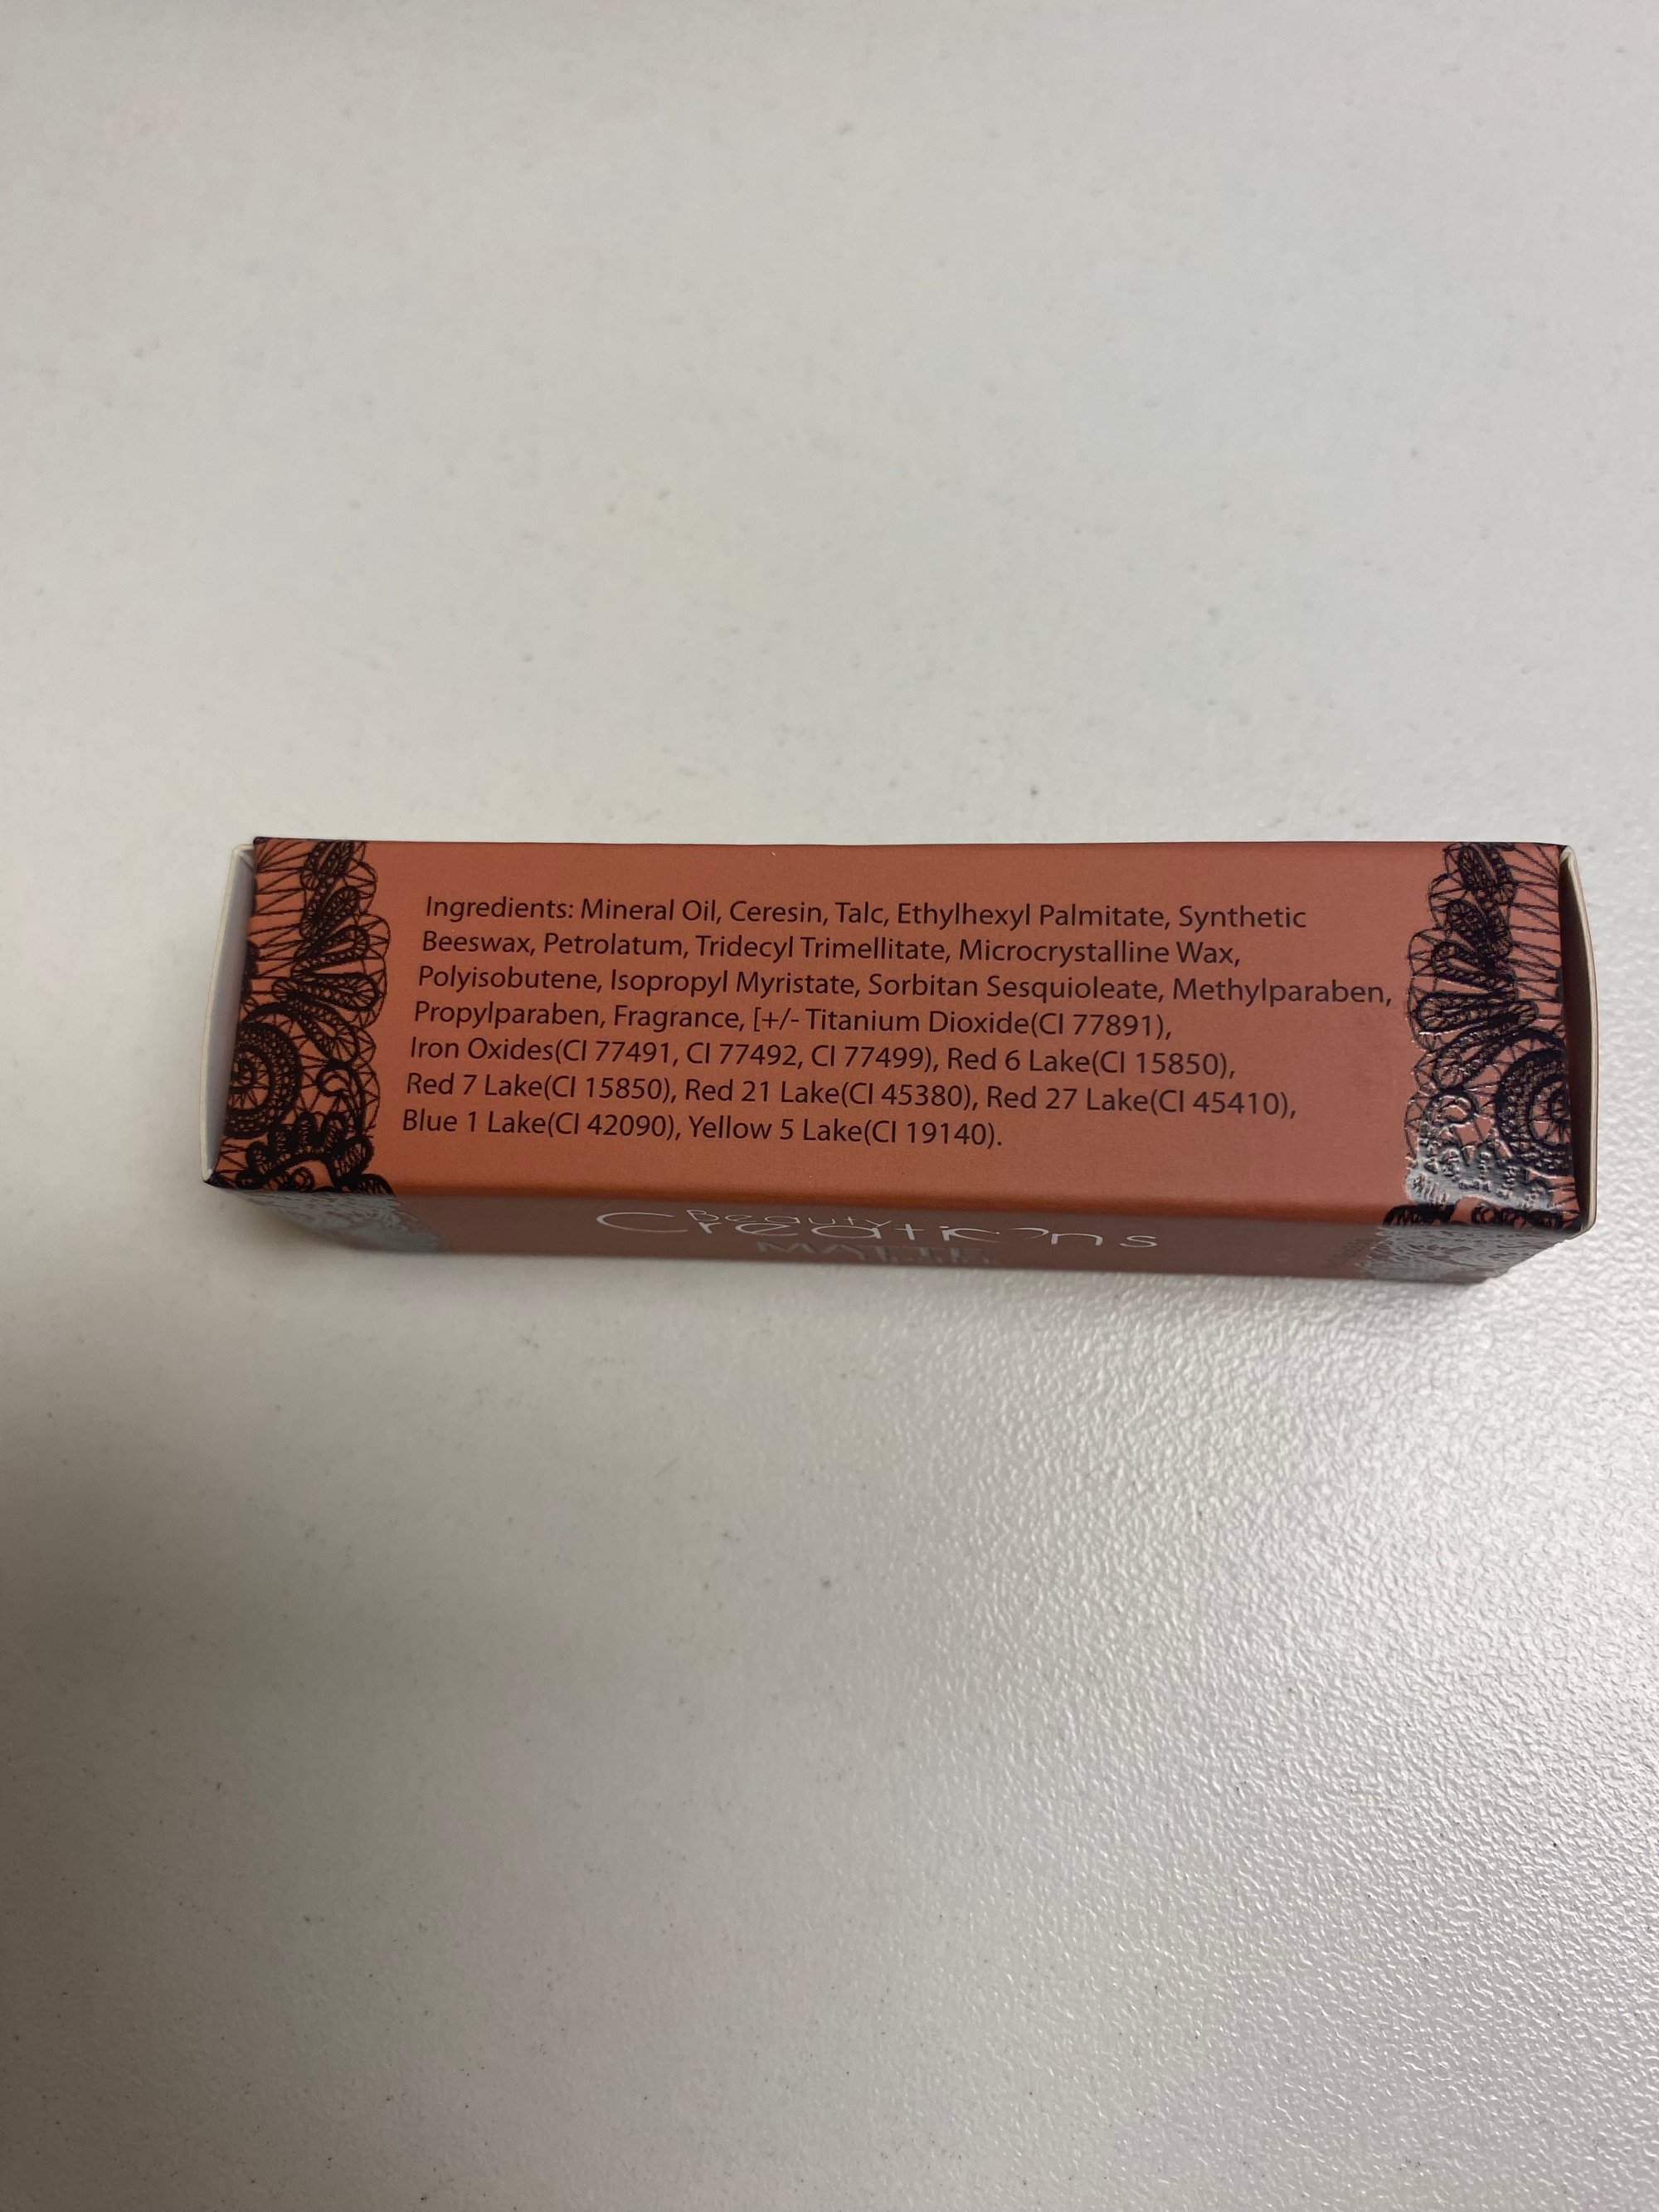 Ingredients: Mineral Oil, Ceresin, Talc, Ethylhexyl Palmitate, Synthetic
Beeswax, Petrolatum, Tridecyl Trimellitate, Microcrystalline Wax,
Polyisobutene, Isopropyl Myristate, Sorbitan Sesquioleate, Methylparaben,
Propylparaben, Fragrance, [+/- Titanium Dioxide(CI 77891),
Iron Oxides(CI 77491, CI 77492, CI 77499), Red 6 Lake(CI 15850),
Red 7 Lake(CI 15850), Red 21 Lake(CI 45380), Red 27 Lake(CI 45410),
Blue 1 Lake(CI 42090), Yellow 5 Lake(CI 19140).
Beauty
Creations
MATTE